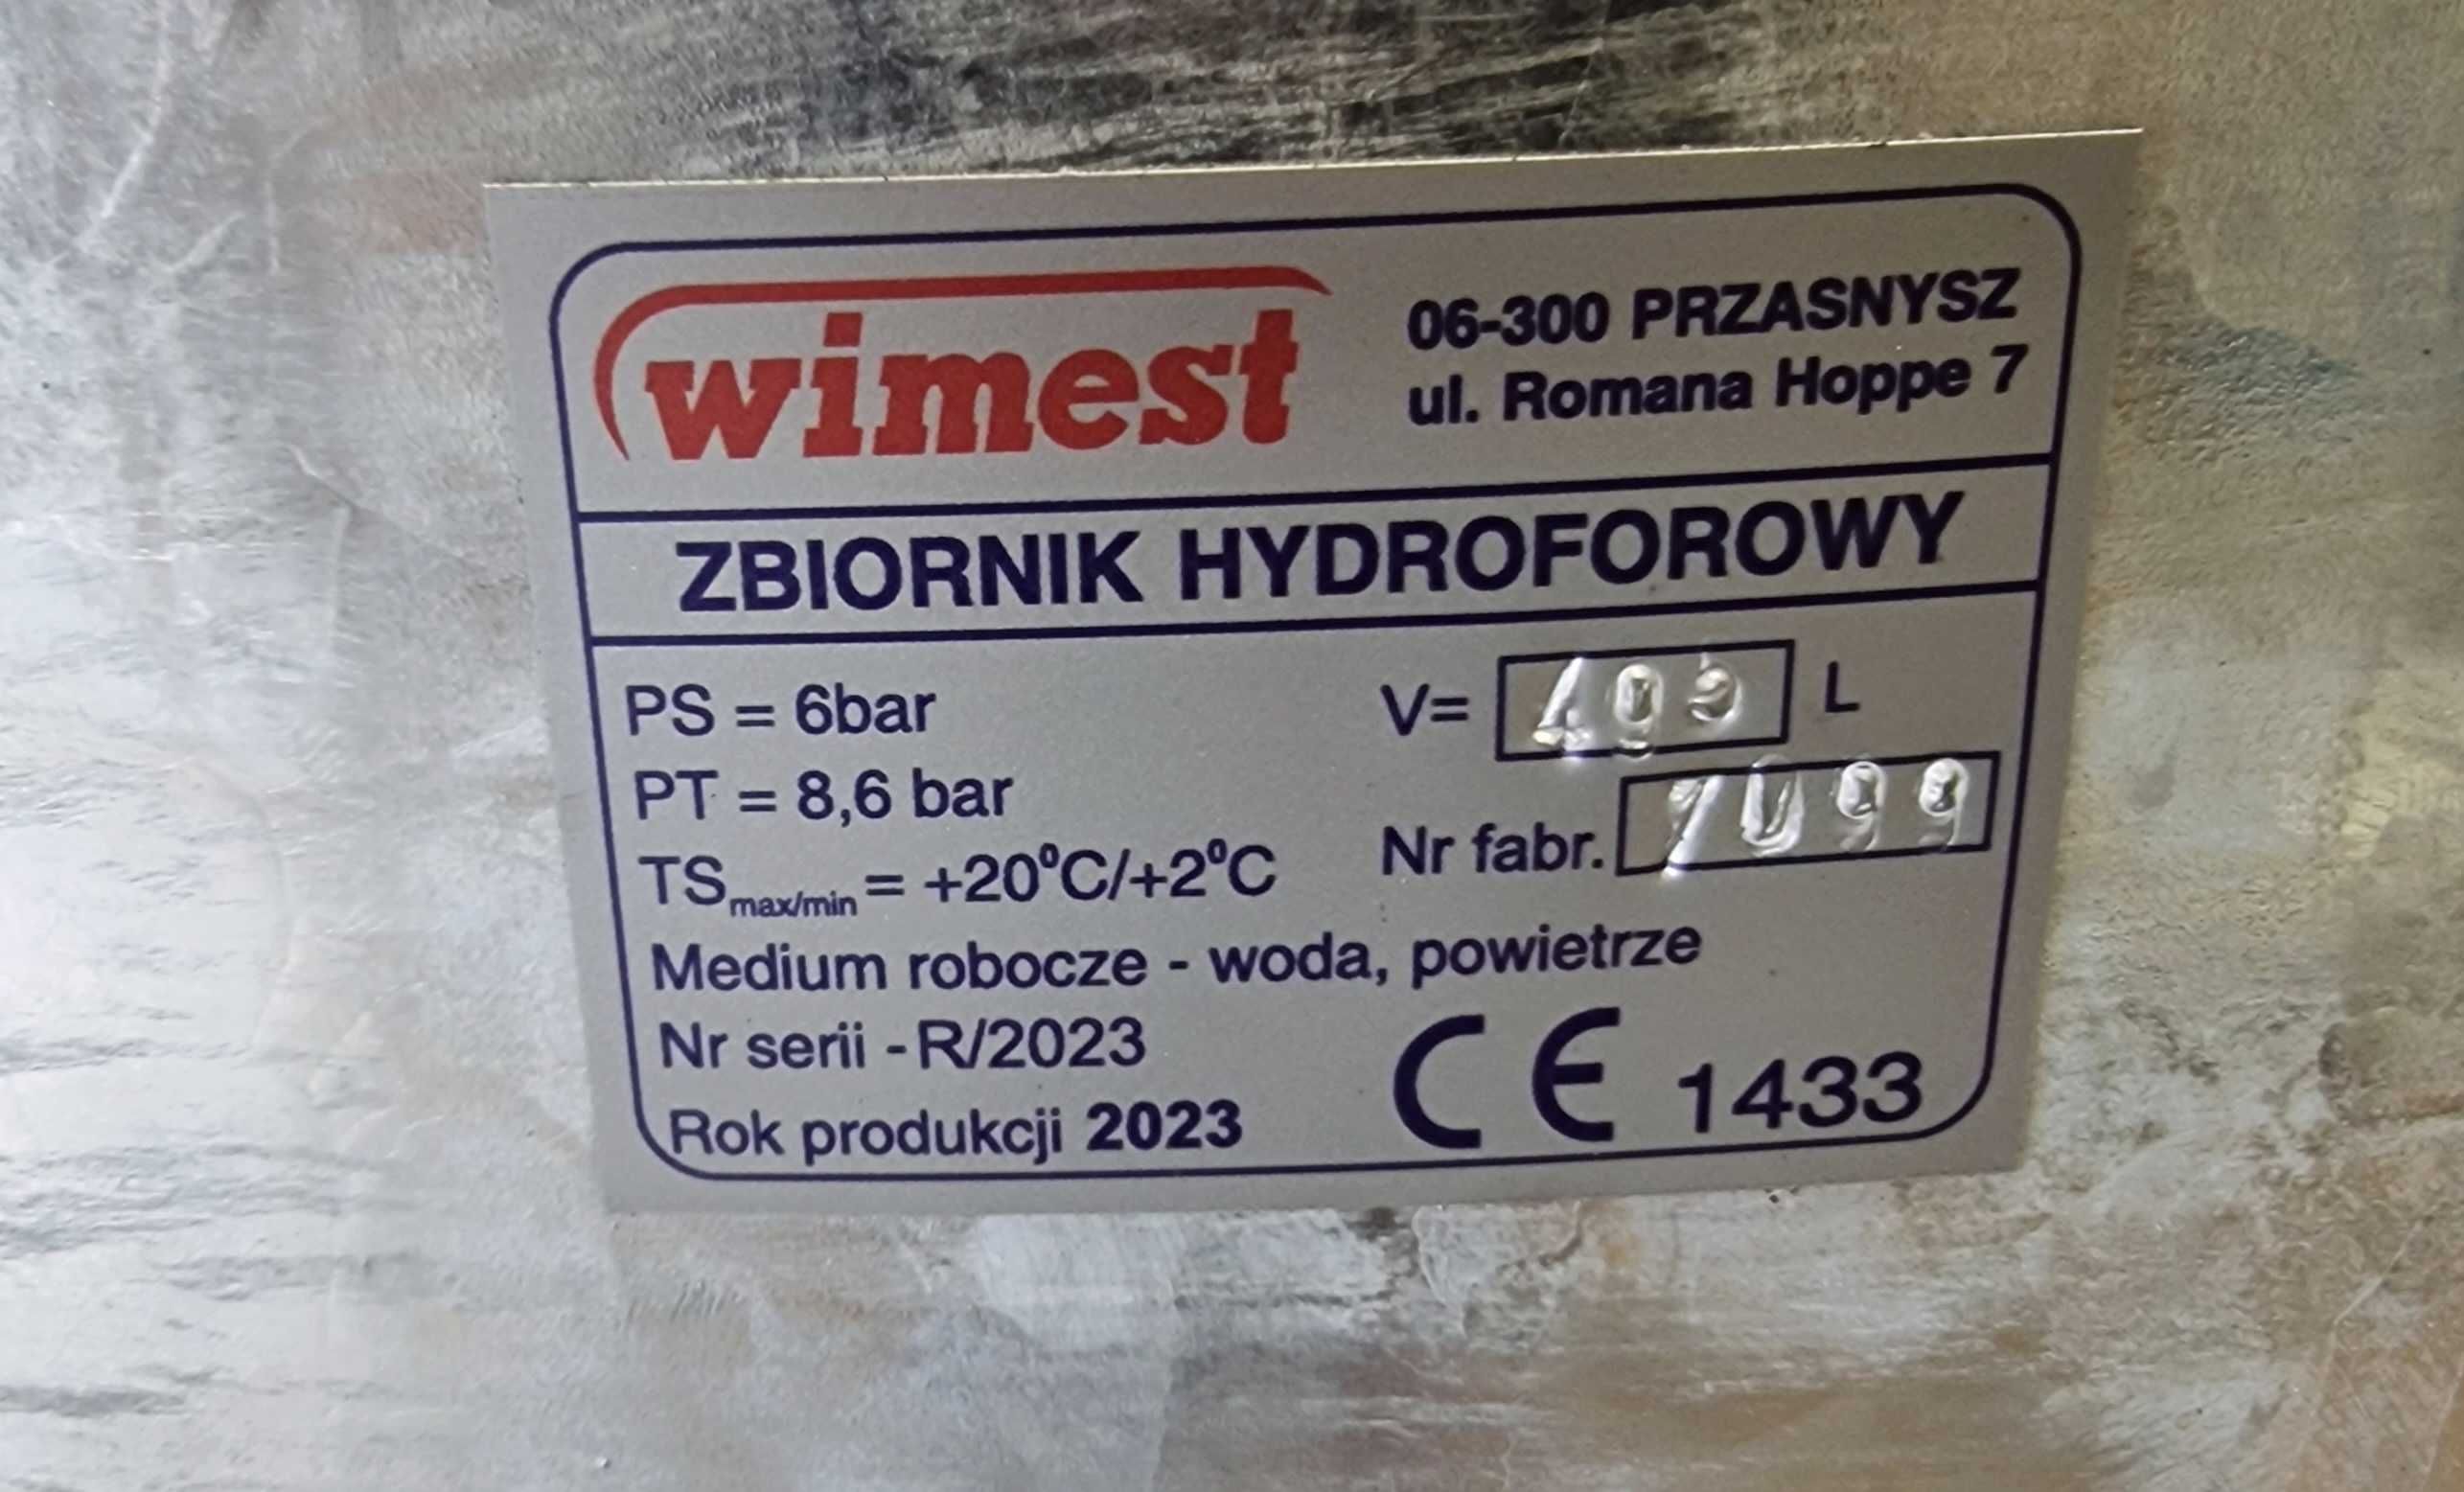 wimest
06-300 PRZASNYSZ
ul. Romana Hoppe 7
ZBIORNIK HYDROFOROWY
PS = 6bar
V= L
PT = 8,6 bar
Nr fabr. 1099
TSmax/min = +20°C/+2°C
Medium robocze - woda, powietrze
Nr serii - R/2023
Rok produkcji 2023
CE 1433